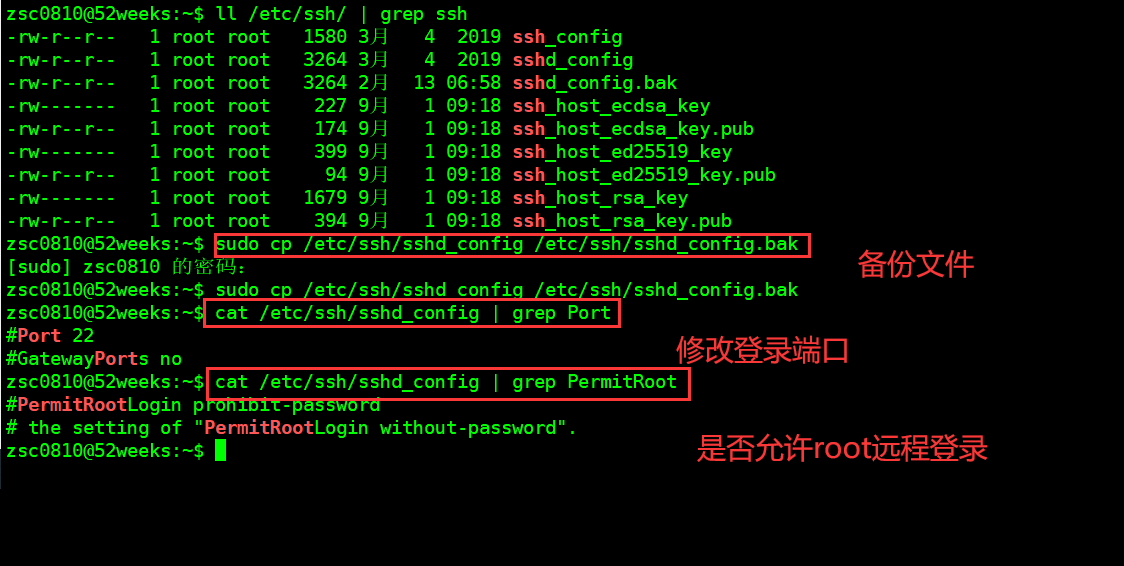 zsc0810@52weeks:~$ ll /etc/ssh/ | grep ssh
-rw-r--r-- 1 root root 1580 3月 4 2019 ssh_config
-rw-r--r-- 1 root root 3264 3月 4 2019 sshd_config
-rw-r--r-- 1 root root 3264 2月 13 06:58 sshd_config.bak
-rw------- 1 root root 227 9月 1 09:18 ssh_host_ecdsa_key
-rw-r--r-- 1 root root 174 9月 1 09:18 ssh_host_ecdsa_key.pub
-rw------- 1 root root 399 9月 1 09:18 ssh_host_ed25519_key
-rw-r--r-- 1 root root 94 9月 1 09:18 ssh_host_ed25519_key.pub
-rw------- 1 root root 1679 9月 1 09:18 ssh_host_rsa_key
-rw-r--r-- 1 root root 394 9月 1 09:18 ssh_host_rsa_key.pub
zsc0810@52weeks:~$ sudo cp /etc/ssh/sshd_config /etc/ssh/sshd_config.bak
[sudo] zsc0810 的密码：
备份文件
zsc0810@52weeks:~$ sudo cp /etc/ssh/sshd_config /etc/ssh/sshd_config.bak
zsc0810@52weeks:~$ cat /etc/ssh/sshd_config | grep Port
#Port 22
修改登录端口
#GatewayPorts no
zsc0810@52weeks:~$ cat /etc/ssh/sshd_config | grep PermitRoot
#PermitRootLogin prohibit-password
# the setting of "PermitRootLogin without-password".
是否允许root远程登录
zsc0810@52weeks:~$